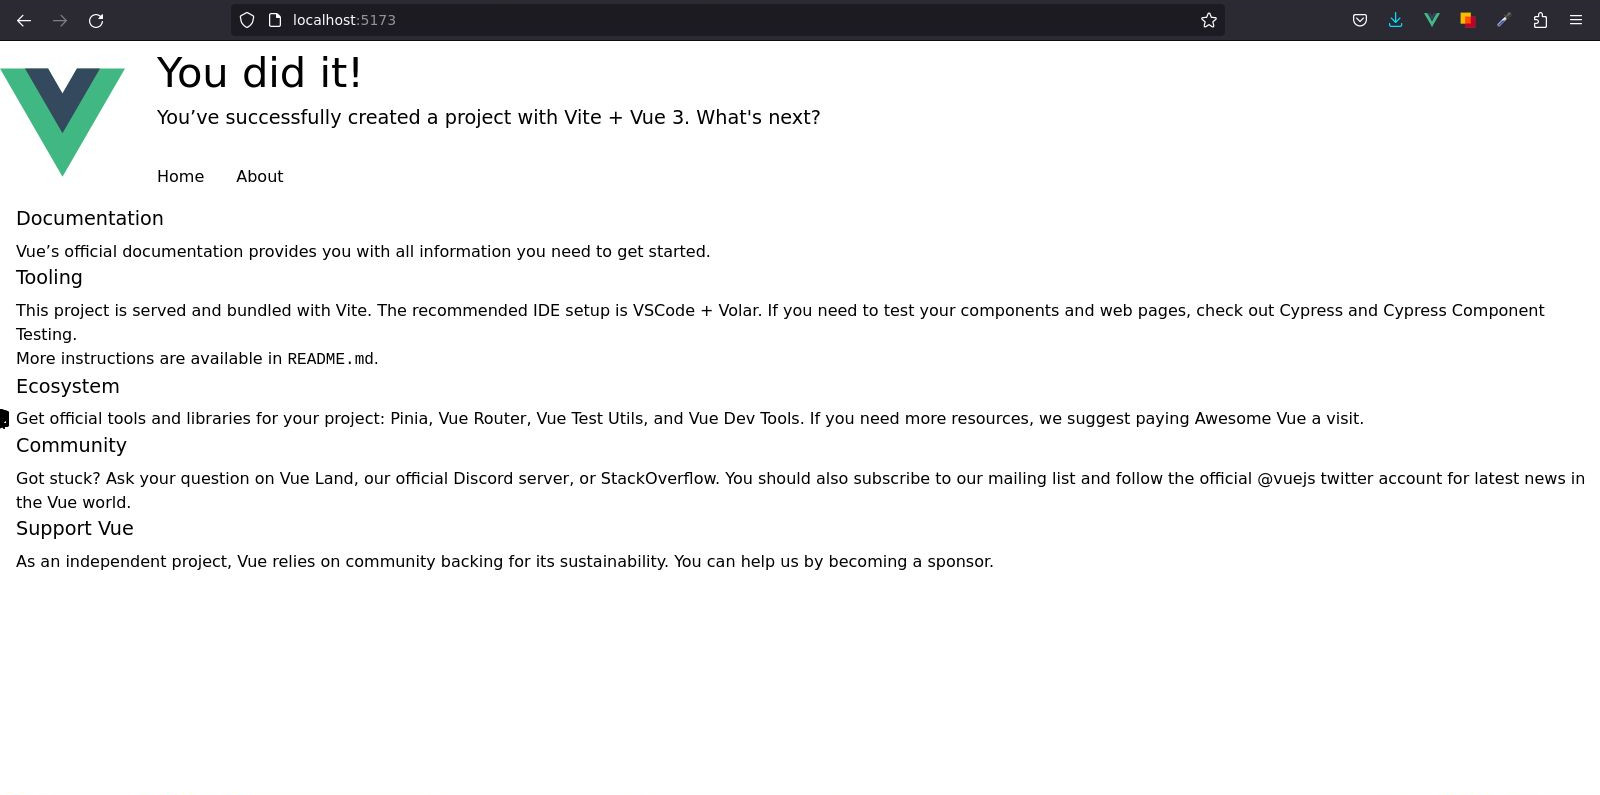 localhost:5173
You did it!
You’ve successfully created a project with Vite + Vue 3. What's next?
Home About
Documentation
Vue’s official documentation provides you with all information you need to get started.
Tooling
This project is served and bundled with Vite. The recommended IDE setup is VSCode + Volar. If you need to test your components and web pages, check out Cypress and Cypress Component
Testing.
More instructions are available in README.md.
Ecosystem
Get official tools and libraries for your project: Pinia, Vue Router, Vue Test Utils, and Vue Dev Tools. If you need more resources, we suggest paying Awesome Vue a visit.
Community
Got stuck? Ask your question on Vue Land, our official Discord server, or StackOverflow. You should also subscribe to our mailing list and follow the official @vuejs twitter account for latest news in
the Vue world.
Support Vue
As an independent project, Vue relies on community backing for its sustainability. You can help us by becoming a sponsor.